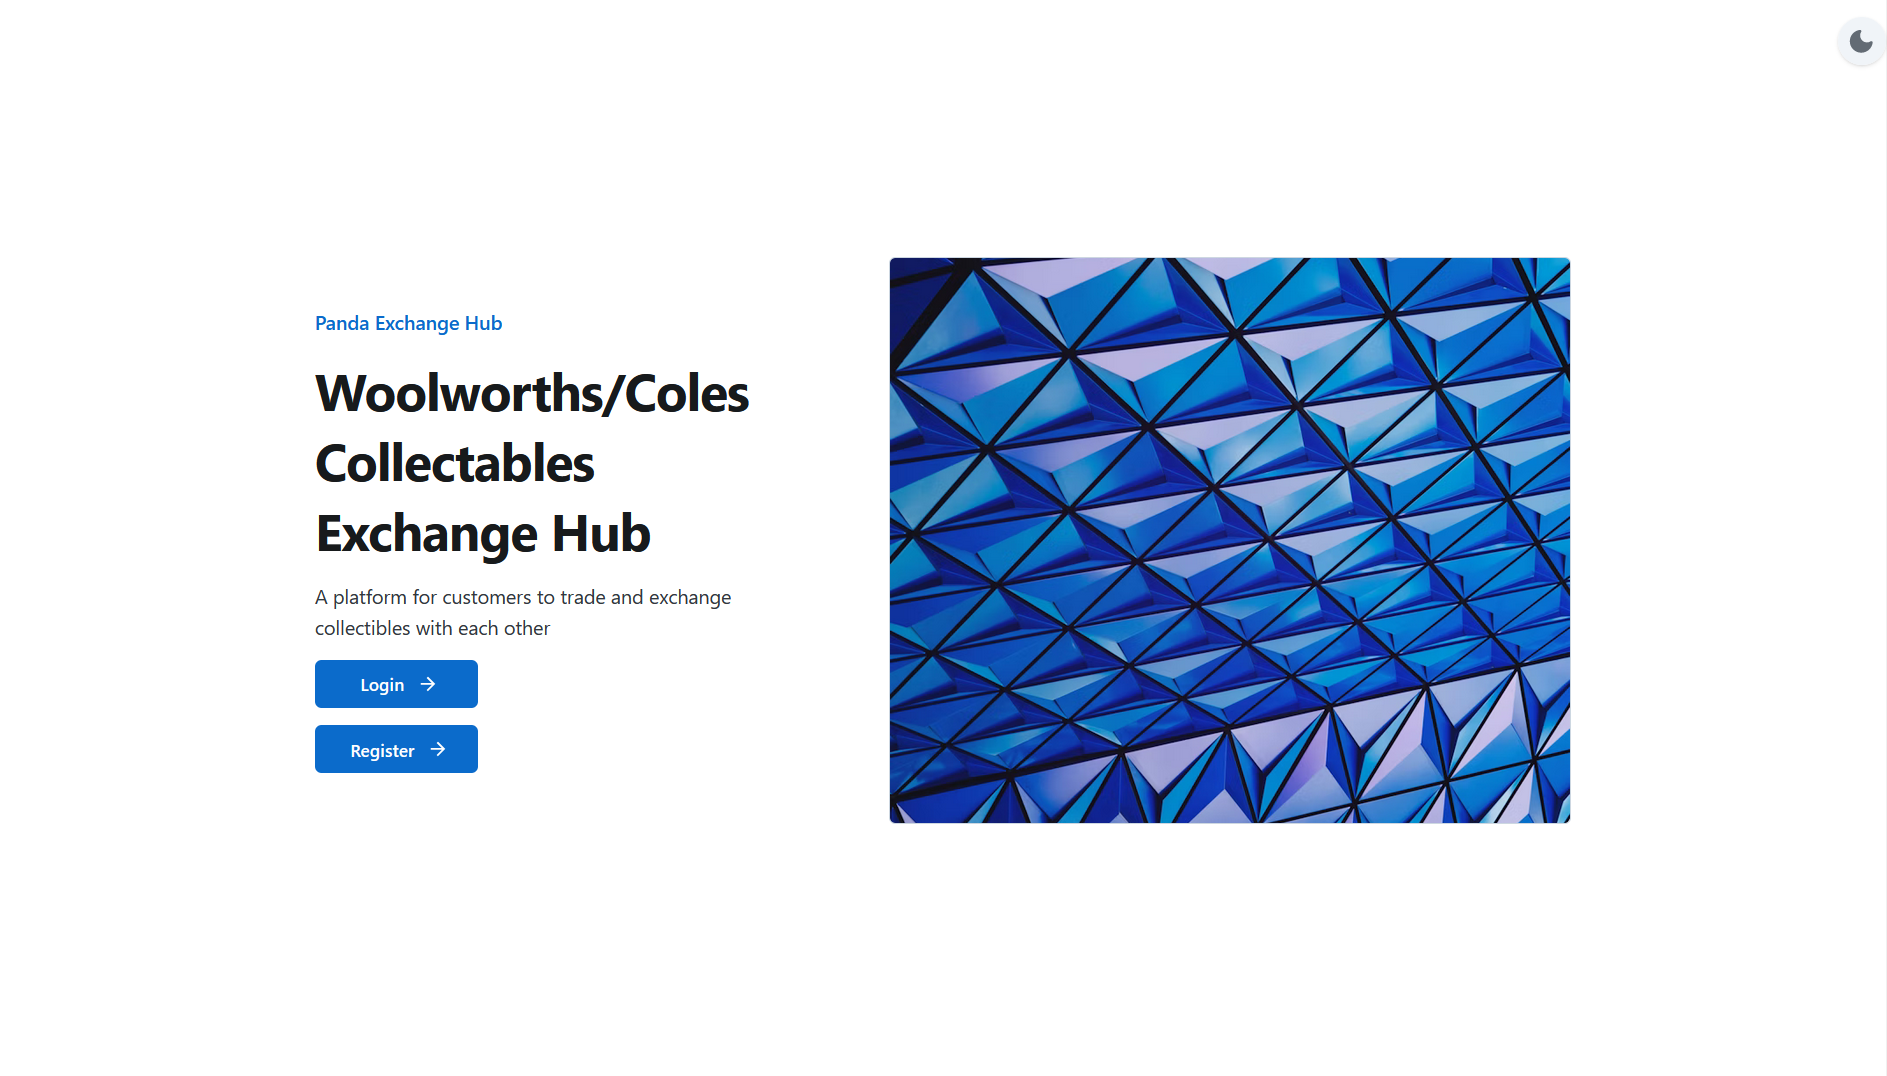 Panda Exchange Hub
Woolworths/Coles
Collectables
Exchange Hub
A platform for customers to trade and exchange
collectibles with each other
Login
Register